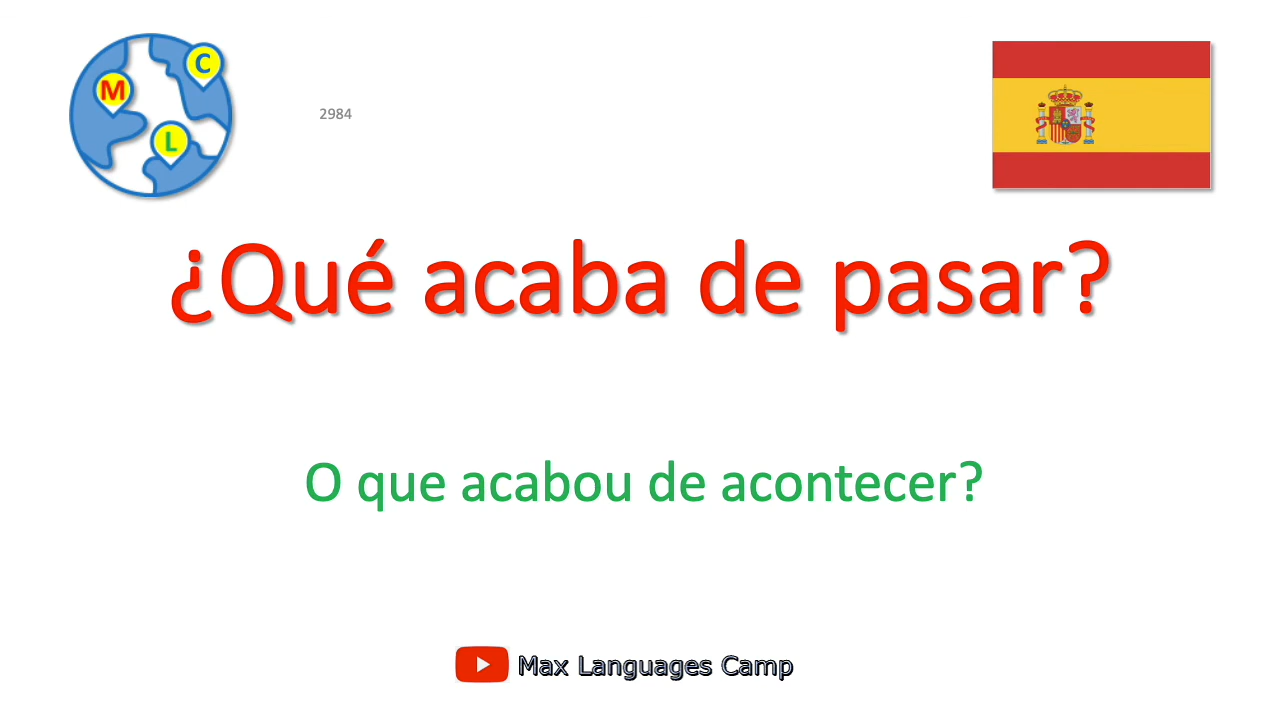 M
C
L
2984
¿Qué acaba de pasar?
O que acabou de acontecer?
Max Languages Camp